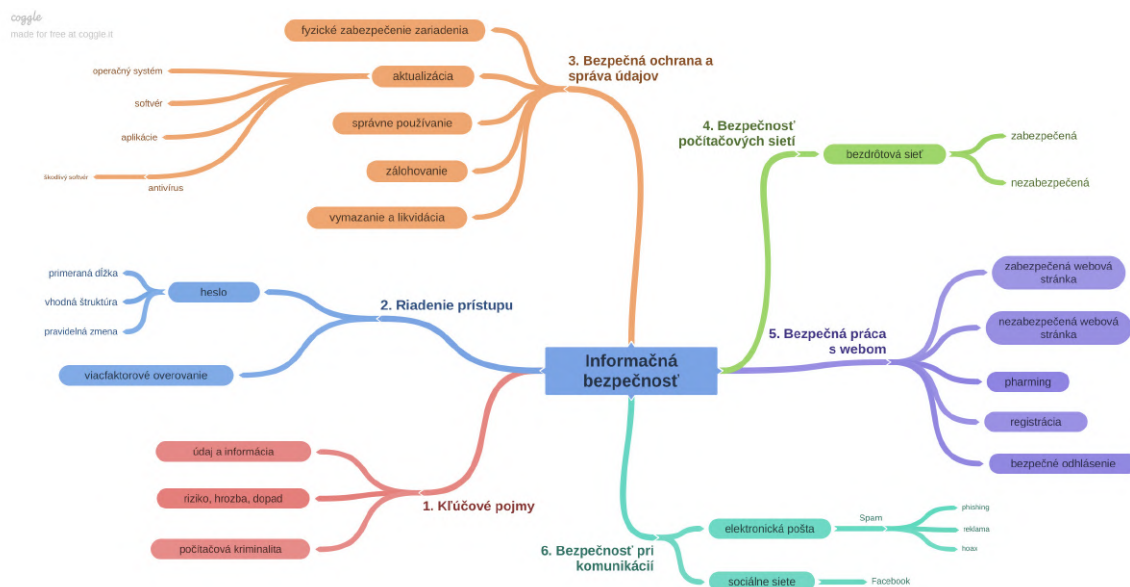 coggle
made for free at coggle.it
fyzické zabezpečenie zariadenia
3. Bezpečná ochrana a
správa údajov
operačný systém
aktualizácia
softvér
aplikácie
škodlivý softvér
antivírus
správne používanie
zálohovanie
vymazanie a likvidácia
4. Bezpečnosť
počítačových sietí
bezdrôtová sieť
zabezpečená
nezabezpečená
primeraná dĺžka
vhodná štruktúra
pravidelná zmena
heslo
2. Riadenie prístupu
viacfaktorové overovanie
Informačná
bezpečnosť
5. Bezpečná práca
s webom
zabezpečená webová
stránka
nezabezpečená webová
stránka
pharming
registrácia
bezpečné odhlásenie
údaj a informácia
riziko, hrozba, dopad
počítačová kriminalita
1. Kľúčové pojmy
6. Bezpečnosť pri
komunikácií
elektronická pošta
Spam
phishing
reklama
hoax
sociálne siete
Facebook